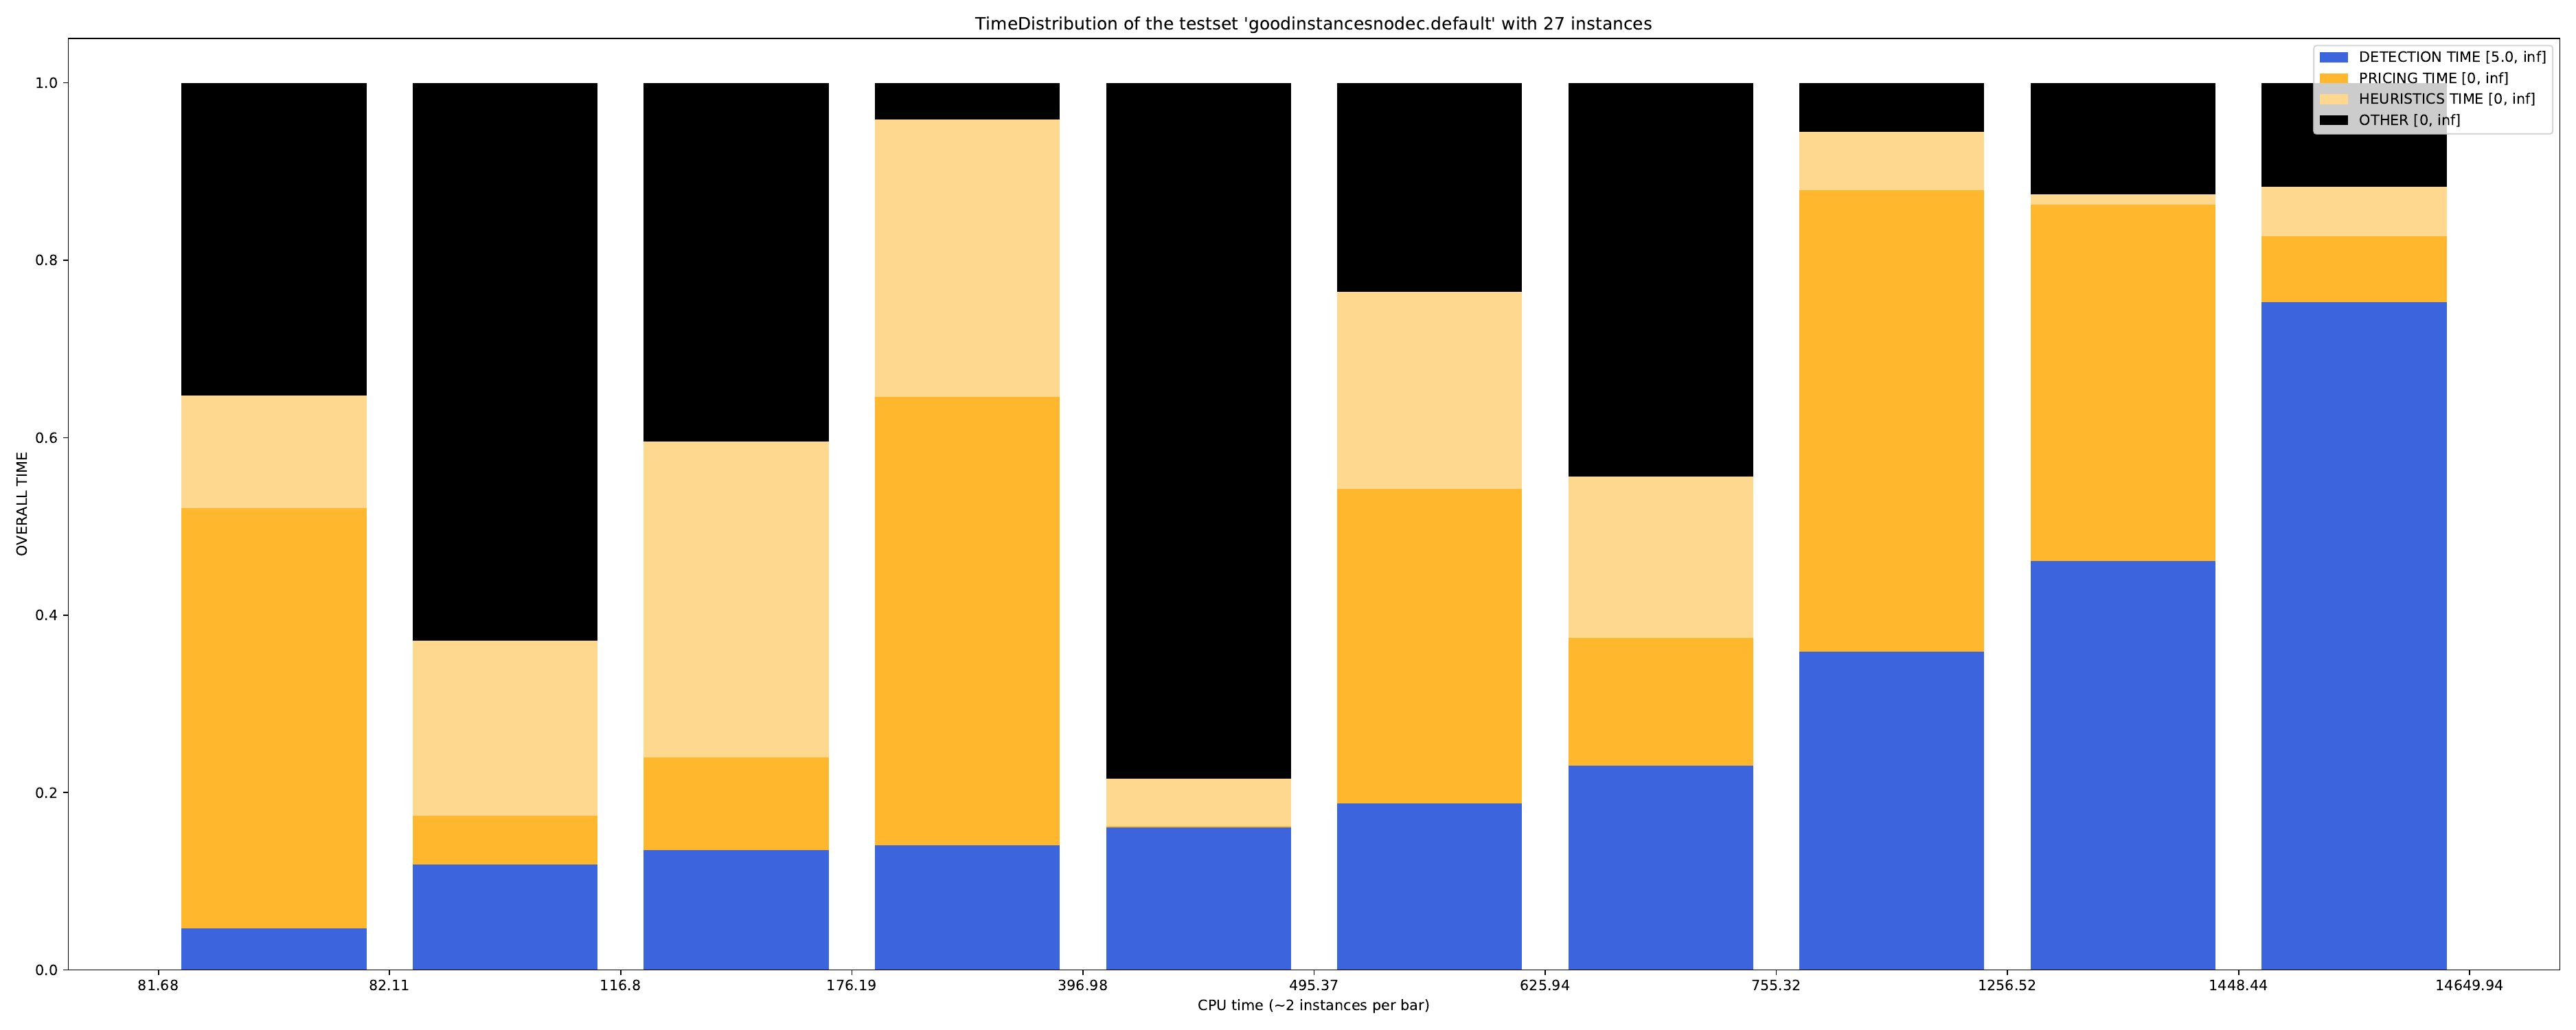 TimeDistribution of the testset 'goodinstancesnodec.default' with 27 instances
DETECTION TIME [5.0, inf]
PRICING TIME [0, inf]
HEURISTICS TIME [0, inf]
OTHER [0, inf]
1.0
0.8
0.6
0.4
0.2
0.0
OVERALL TIME
81.68 82.11 116.8 176.19 396.98 495.37 625.94 755.32 1256.52 1448.44 14649.94
CPU time (~2 instances per bar)